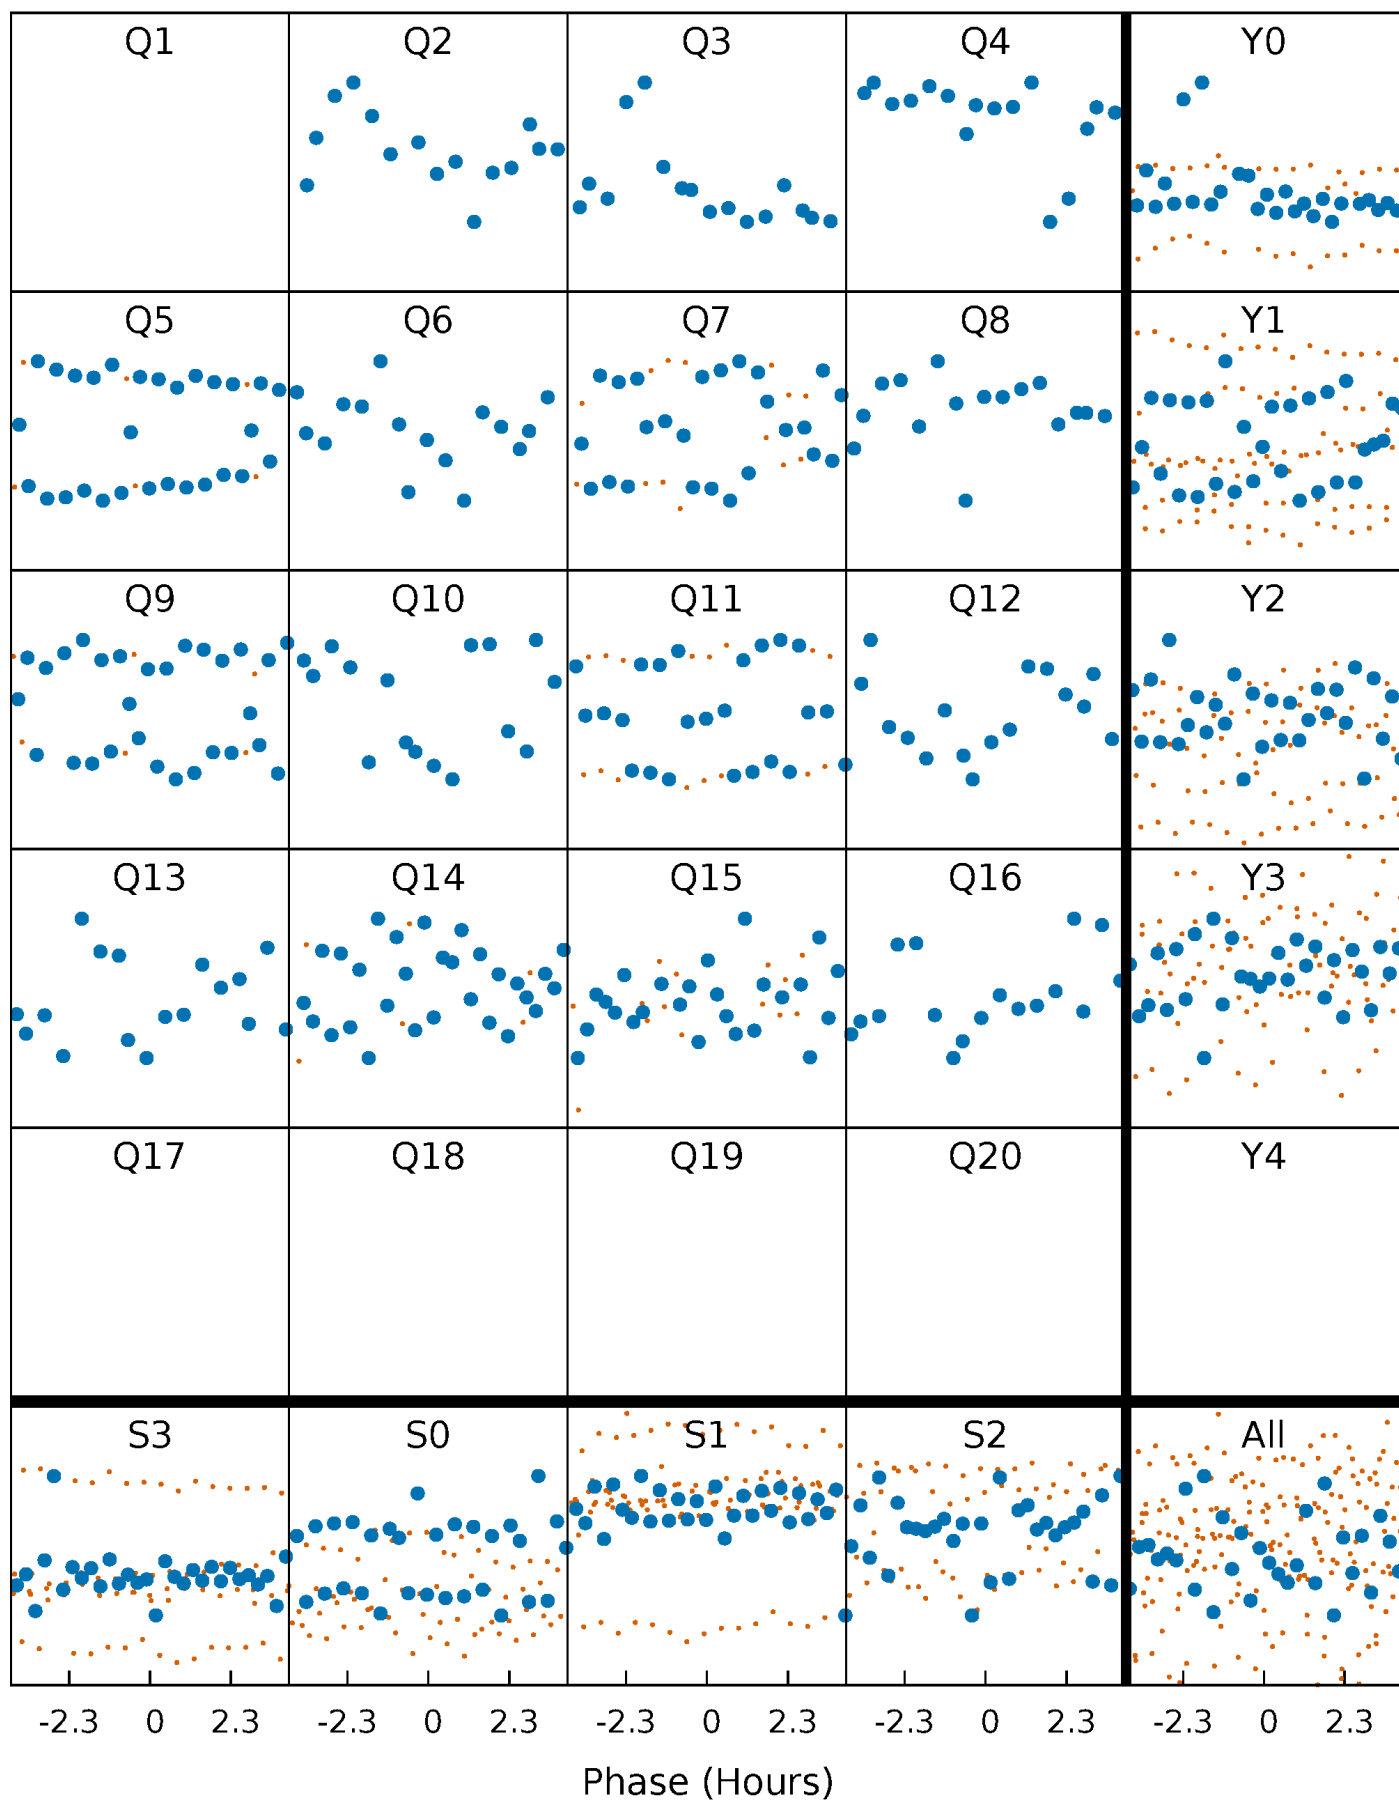 Q1 Q2 Q3 Q4 Y0
Q5 Q6 Q7 Q8 Y1
Q9 Q10 Q11 Q12 Y2
Q13 Q14 Q15 Q16 Y3
Q17 Q18 Q19 Q20 Y4
S3 S0 S1 S2 All
-2.3 0 2.3 -2.3 0 2.3 -2.3 0 2.3 -2.3 0 2.3 -2.3 0 2.3
Phase (Hours)